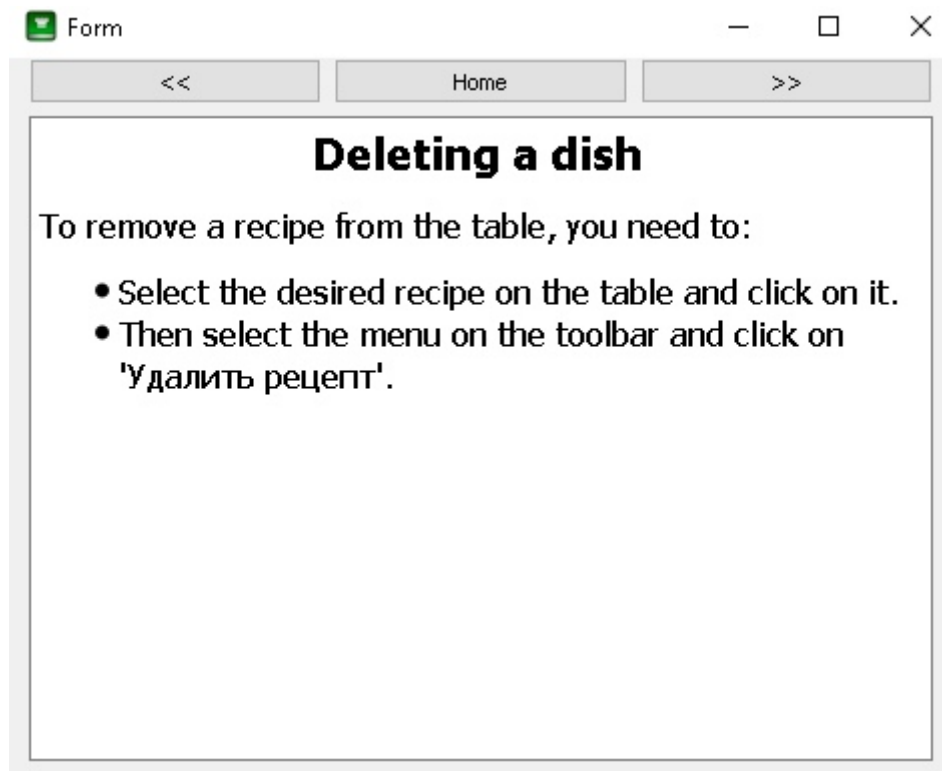 Form
<<
Home
>>
Deleting a dish
To remove a recipe from the table, you need to:
Select the desired recipe on the table and click on it.
Then select the menu on the toolbar and click on
'Удалить рецепт'.